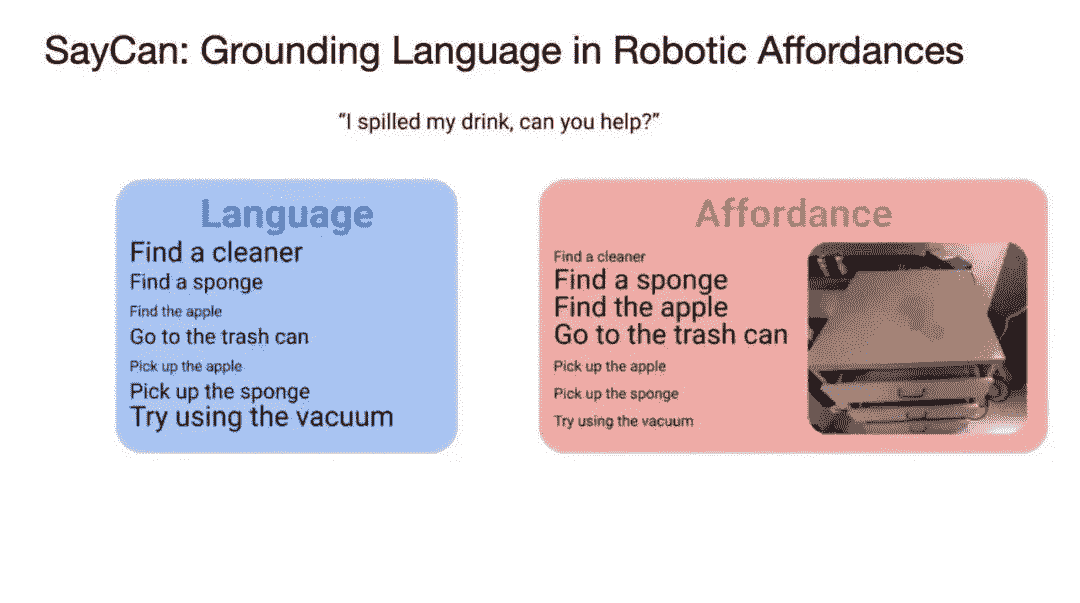 SayCan: Grounding Language in Robotic Affordances
“I spilled my drink, can you help?”
Language
Find a cleaner
Find a sponge
Find the apple
Go to the trash can
Pick up the apple
Pick up the sponge
Try using the vacuum
Affordance
Find a cleaner
Find a sponge
Find the apple
Go to the trash can
Pick up the apple
Pick up the sponge
Try using the vacuum